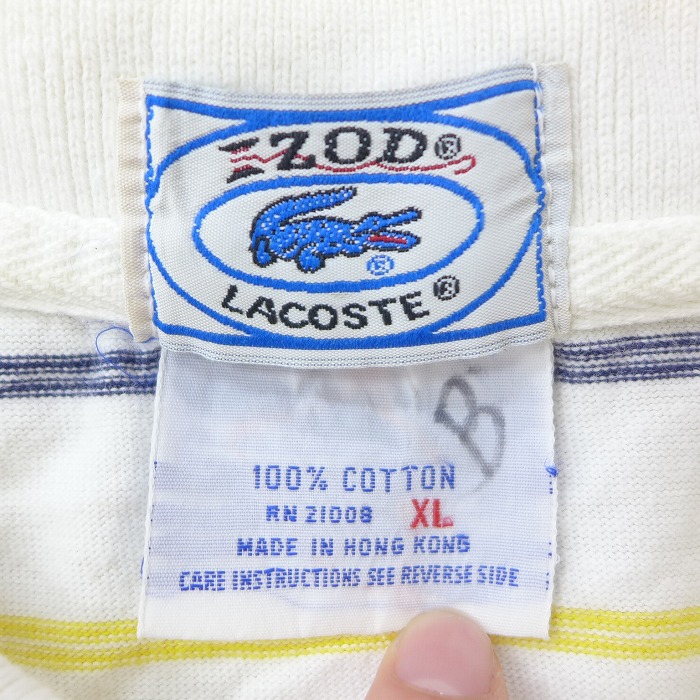 IZOD®
®
LACOSTE®
B
100% COTTON
RN 21008 XL
MADE IN HONG KONG
CARE INSTRUCTIONS SEE REVERSE SIDE